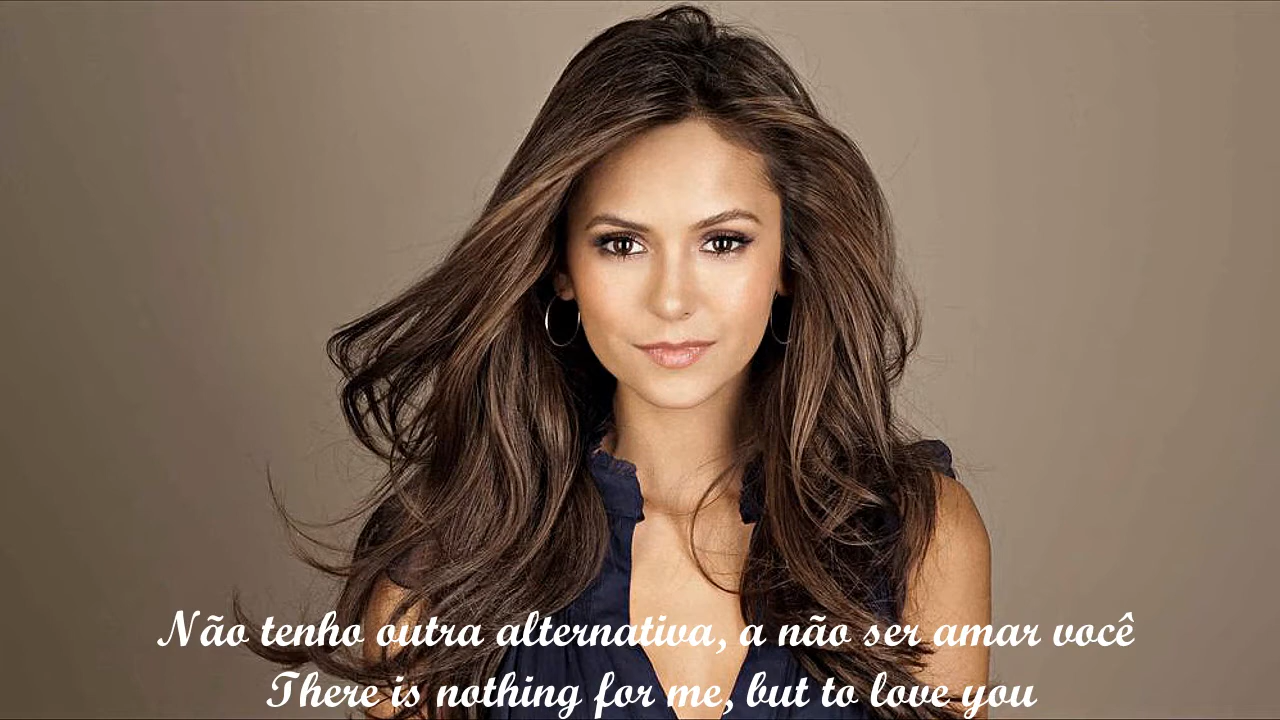 Não tenho outra alternativa, a não ser amar você
There is nothing for me, but to love you